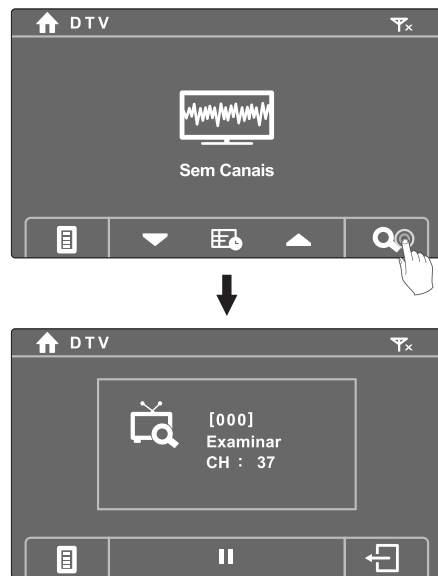 DTV
Sem Canais
DTV
[000]
Examinar
CH : 37